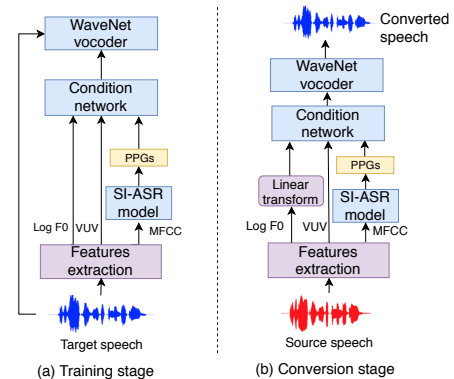 WaveNet
vocoder
Condition
network
PPGs
SI-ASR
model
Log F0
VUV
MFCC
Features
extraction
Target speech
(a) Training stage
Converted
speech
WaveNet
vocoder
Condition
network
PPGs
Linear
transform
SI-ASR
model
Log F0
VUV
MFCC
Features
extraction
Source speech
(b) Conversion stage